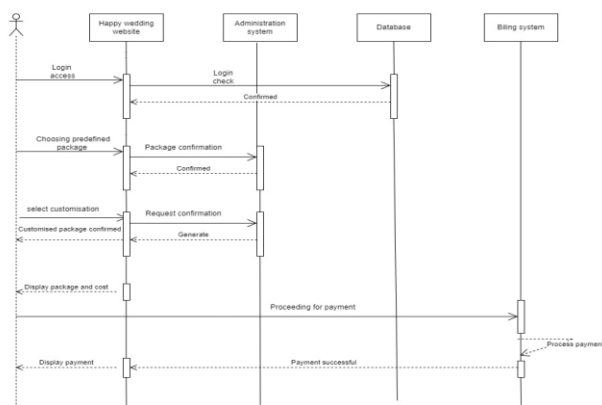 Happy wedding
website
Administration
system
Database
Biling system
Login
access
Login
check
Confirmed
Choosing predefined
package
Package confirmation
Confirmed
select customisation
Request confirmation
Customised package confirmed
Generate
Display package and cost
Proceeding for payment
Process payment
Display payment
Payment successful